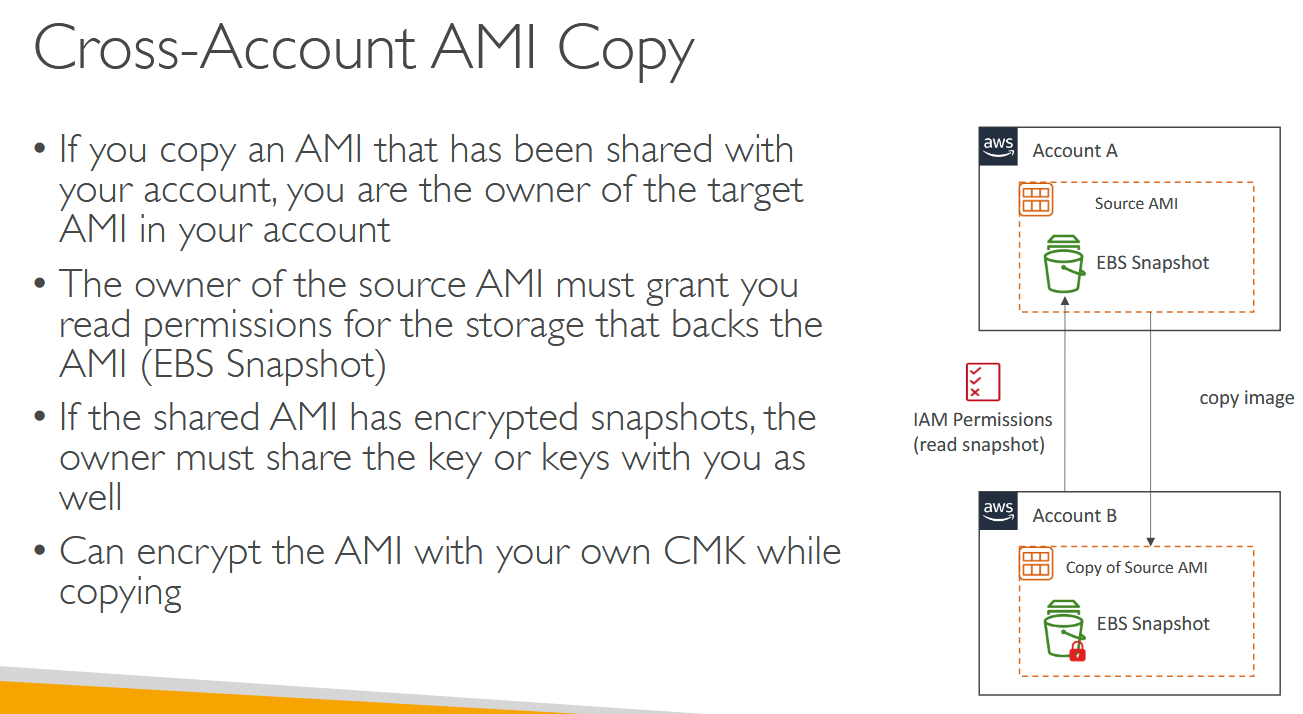 Cross-Account AMI Copy
• If you copy an AMI that has been shared with
your account, you are the owner of the target
AMI in your account
• The owner of the source AMI must grant you
read permissions for the storage that backs the
AMI (EBS Snapshot)
• If the shared AMI has encrypted snapshots, the
owner must share the key or keys with you as
well
• Can encrypt the AMI with your own CMK while
copying
aws
Account A
Source AMI
EBS Snapshot
IAM Permissions
(read snapshot)
copy image
aws
Account B
Copy of Source AMI
EBS Snapshot